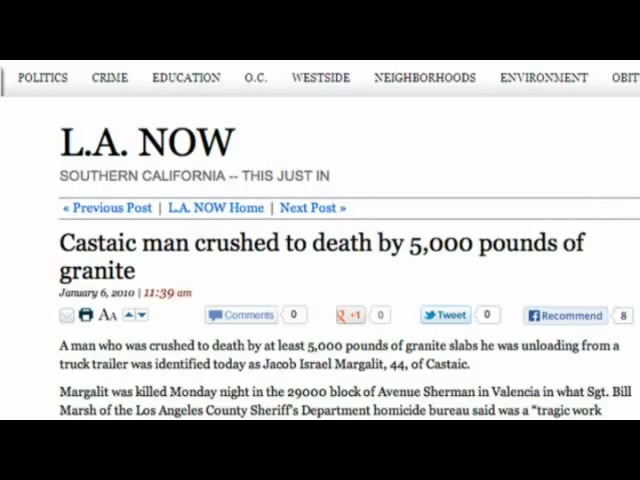 POLITICS CRIME EDUCATION O.C. WESTSIDE NEIGHBORHOODS ENVIRONMENT
L.A. NOW
SOUTHERN CALIFORNIA -- THIS JUST IN
« Previous Post | L.A. NOW Home | Next Post »
Castaic man crushed to death by 5,000 pounds of
granite
January 6, 2010 | 11:39 am
AA Comments 0 +1 0 Tweet 0 Recommend 8
A man who was crushed to death by at least 5,000 pounds of granite slabs he was unloading from a
truck trailer was identified today as Jacob Israel Margalit, 44, of Castaic.
Margalit was killed Monday night in the 29000 block of Avenue Sherman in Valencia in what Sgt. Bill
Marsh of the Los Angeles County Sheriff's Department homicide bureau said was a “tragic work